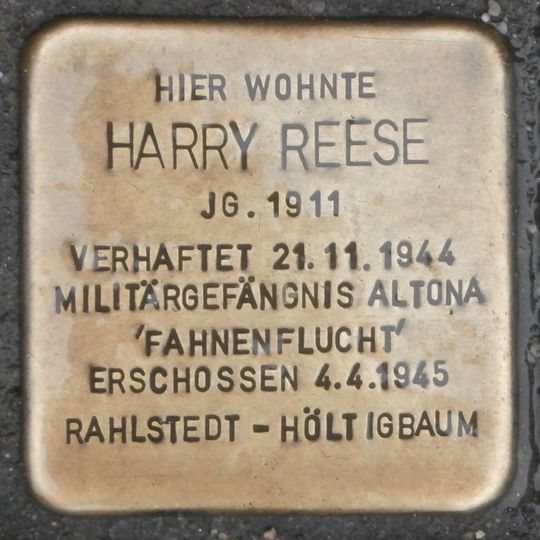 HIER WOHNTE
HARRY REESE
JG. 1911
VERHAFTET 21.11.1944
MILITÄRGEFÄNGNIS ALTONA
'FAHNENFLUCHT'
ERSCHOSSEN 4.4.1945
RAHLSTEDT - HÖLTIGBAUM